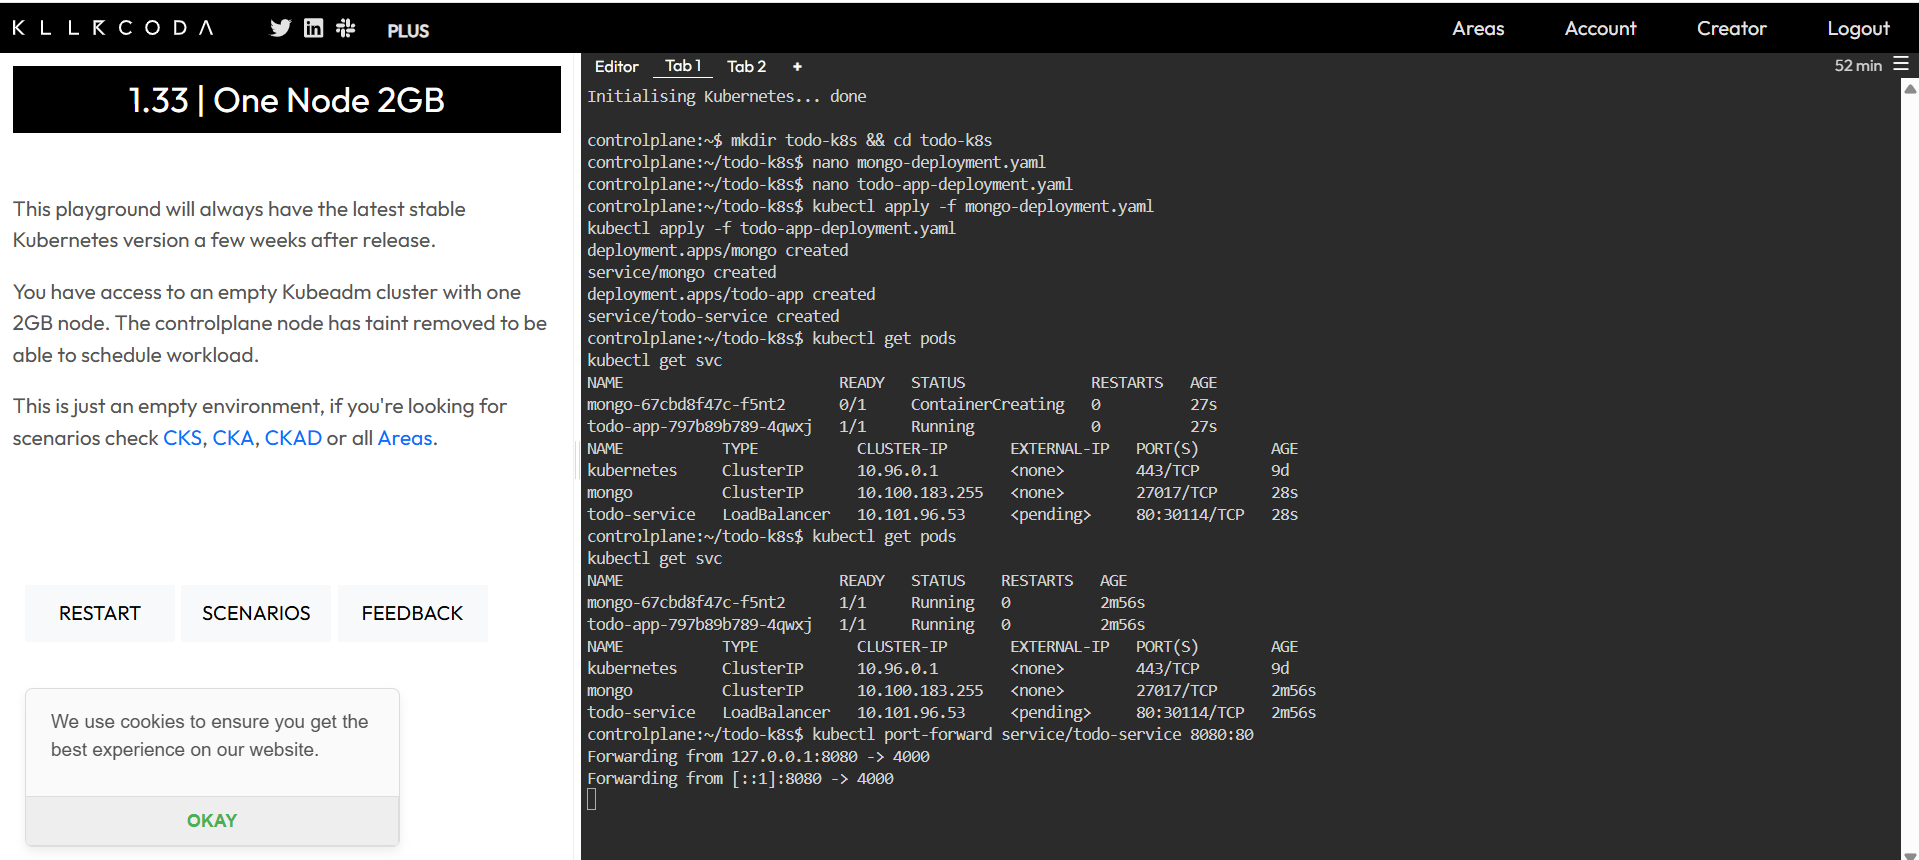 KLLRCODA PLUS Areas Account Creator Logout
1.33 | One Node 2GB
This playground will always have the latest stable
Kubernetes version a few weeks after release.
You have access to an empty Kubeadm cluster with one
2GB node. The controlplane node has taint removed to be
able to schedule workload.
This is just an empty environment, if you're looking for
scenarios check CKS, CKA, CKAD or all Areas.
RESTART SCENARIOS FEEDBACK
We use cookies to ensure you get the
best experience on our website.
OKAY
Editor Tab 1 Tab 2 + 52 min
Initialising Kubernetes... done
controlplane:~$ mkdir todo-k8s && cd todo-k8s
controlplane:~/todo-k8s$ nano mongo-deployment.yaml
controlplane:~/todo-k8s$ nano todo-app-deployment.yaml
controlplane:~/todo-k8s$ kubectl apply -f mongo-deployment.yaml
kubectl apply -f todo-app-deployment.yaml
deployment.apps/mongo created
service/mongo created
deployment.apps/todo-app created
service/todo-service created
controlplane:~/todo-k8s$ kubectl get pods
kubectl get svc
NAME READY STATUS RESTARTS AGE
mongo-67cbd8f47c-f5nt2 0/1 ContainerCreating 0 27s
todo-app-797b89b789-4qwxj 1/1 Running 0 27s
NAME TYPE CLUSTER-IP EXTERNAL-IP PORT(S) AGE
kubernetes ClusterIP 10.96.0.1 <none> 443/TCP 9d
mongo ClusterIP 10.100.183.255 <none> 27017/TCP 28s
todo-service LoadBalancer 10.101.96.53 <pending> 80:30114/TCP 28s
controlplane:~/todo-k8s$ kubectl get pods
kubectl get svc
NAME READY STATUS RESTARTS AGE
mongo-67cbd8f47c-f5nt2 1/1 Running 0 2m56s
todo-app-797b89b789-4qwxj 1/1 Running 0 2m56s
NAME TYPE CLUSTER-IP EXTERNAL-IP PORT(S) AGE
kubernetes ClusterIP 10.96.0.1 <none> 443/TCP 9d
mongo ClusterIP 10.100.183.255 <none> 27017/TCP 2m56s
todo-service LoadBalancer 10.101.96.53 <pending> 80:30114/TCP 2m56s
controlplane:~/todo-k8s$ kubectl port-forward service/todo-service 8080:80
Forwarding from 127.0.0.1:8080 -> 4000
Forwarding from [::1]:8080 -> 4000